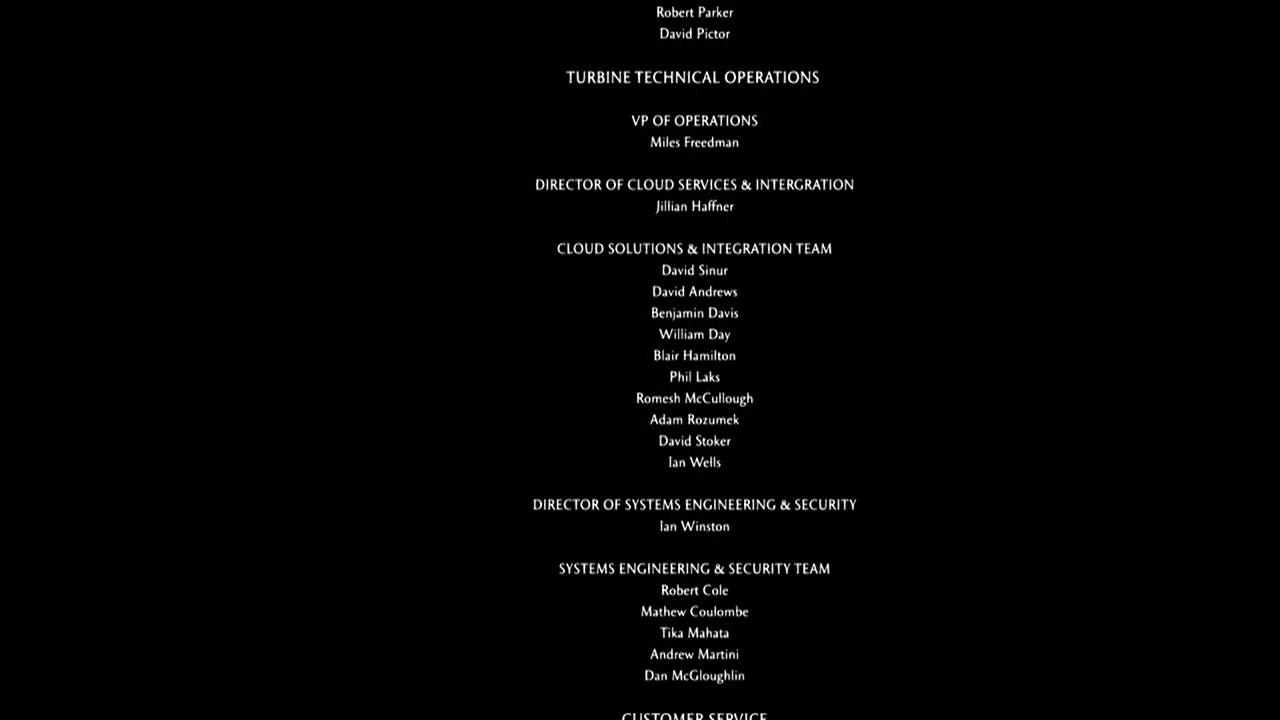 Robert Parker
David Pictor
TURBINE TECHNICAL OPERATIONS
VP OF OPERATIONS
Miles Freedman
DIRECTOR OF CLOUD SERVICES & INTERGRATION
Jillian Haffner
CLOUD SOLUTIONS & INTEGRATION TEAM
David Sinur
David Andrews
Benjamin Davis
William Day
Blair Hamilton
Phil Laks
Romesh McCullough
Adam Rozumek
David Stoker
Ian Wells
DIRECTOR OF SYSTEMS ENGINEERING & SECURITY
Ian Winston
SYSTEMS ENGINEERING & SECURITY TEAM
Robert Cole
Mathew Coulombe
Tika Mahata
Andrew Martini
Dan McGloughlin
CUSTOMER SERVICE